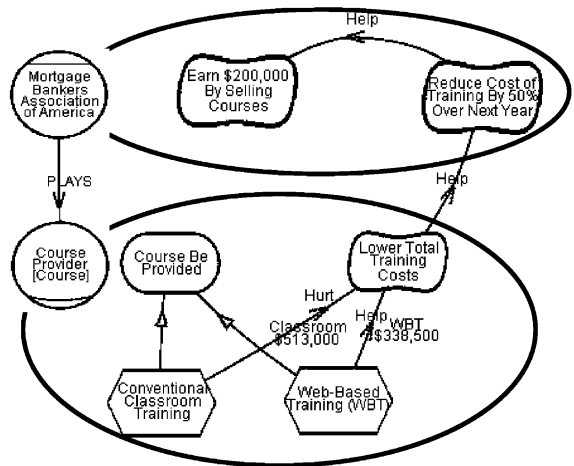 Help
Mortgage
Bankers
Association
of America
Earn $200,000
By Selling
Courses
Reduce Cost of
Training By 50%
Over Next Year
PLAYS
Help
Course
Provider
[Course]
Course Be
Provided
Lower Total
Training
Costs
Hurt
Classroom
$513,000
Help
WBT
$338,500
Conventional
Classroom
Training
Web-Based
Training (WBT)